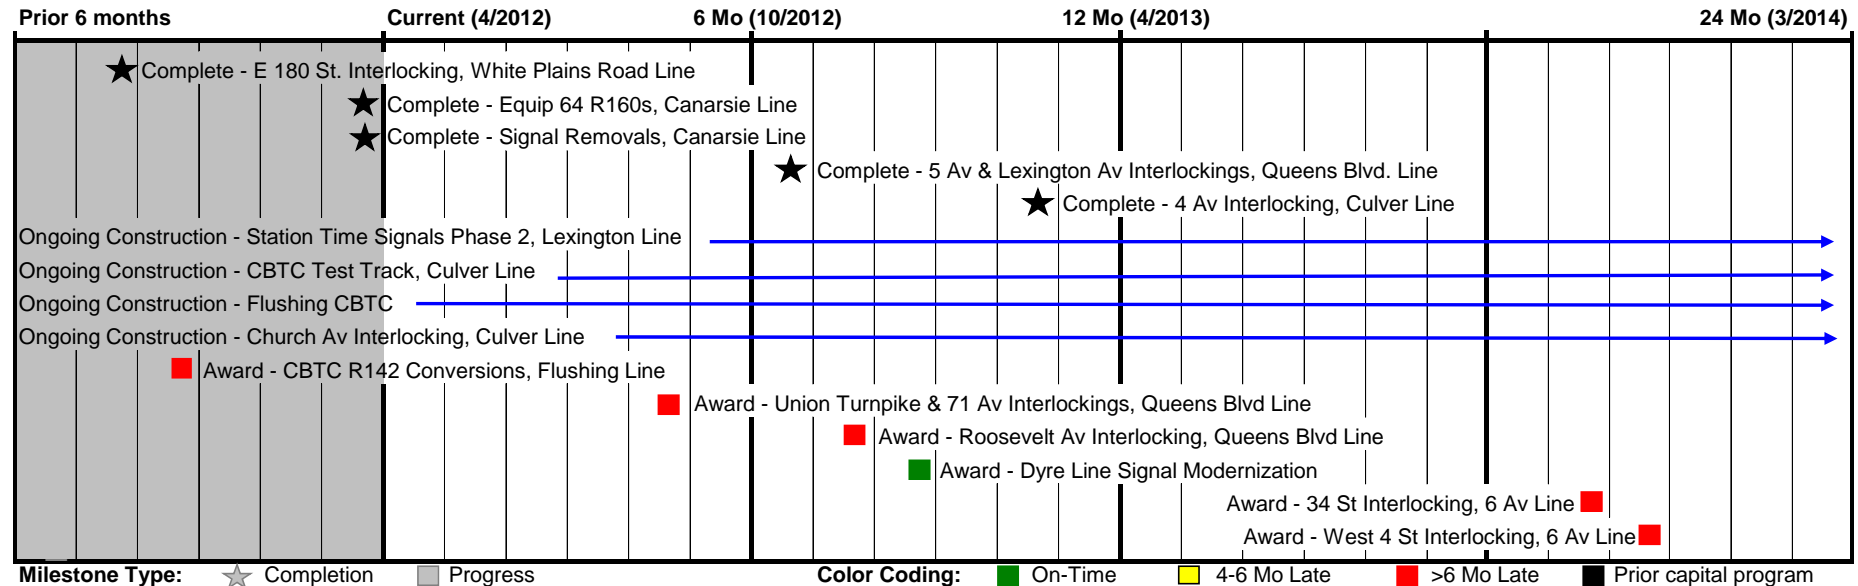 Prior 6 months Current (4/2012) 6 Mo (10/2012) 12 Mo (4/2013) 24 Mo (3/2014)
Complete - E 180 St. Interlocking, White Plains Road Line
Complete - Equip 64 R160s, Canarsie Line
Complete - Signal Removals, Canarsie Line
Complete - 5 Av & Lexington Av Interlockings, Queens Blvd. Line
Complete - 4 Av Interlocking, Culver Line
Ongoing Construction - Station Time Signals Phase 2, Lexington Line
Ongoing Construction - CBTC Test Track, Culver Line
Ongoing Construction - Flushing CBTC
Ongoing Construction - Church Av Interlocking, Culver Line
Award - CBTC R142 Conversions, Flushing Line
Award - Union Turnpike & 71 Av Interlockings, Queens Blvd Line
Award - Roosevelt Av Interlocking, Queens Blvd Line
Award - Dyre Line Signal Modernization
Award - 34 St Interlocking, 6 Av Line
Award - West 4 St Interlocking, 6 Av Line
Milestone Type: Completion Progress Color Coding: On-Time 4-6 Mo Late >6 Mo Late Prior capital program